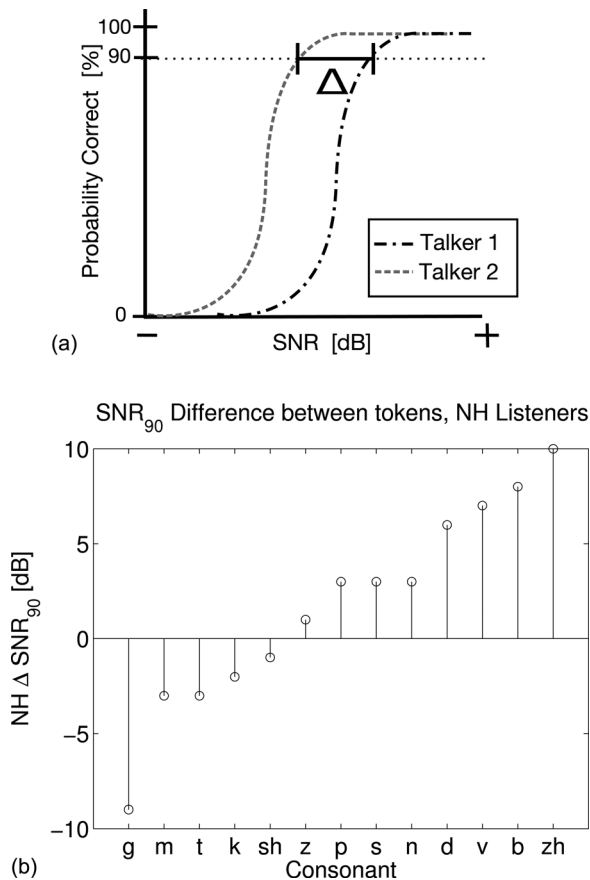 100
90
Probability Correct [%]
Δ
Talker 1
Talker 2
0
− SNR [dB] +
(a)
SNR90 Difference between tokens, NH Listeners
NH Δ SNR90 [dB]
10
5
0
−5
−10
g m t k sh z p s n d v b zh
Consonant
(b)